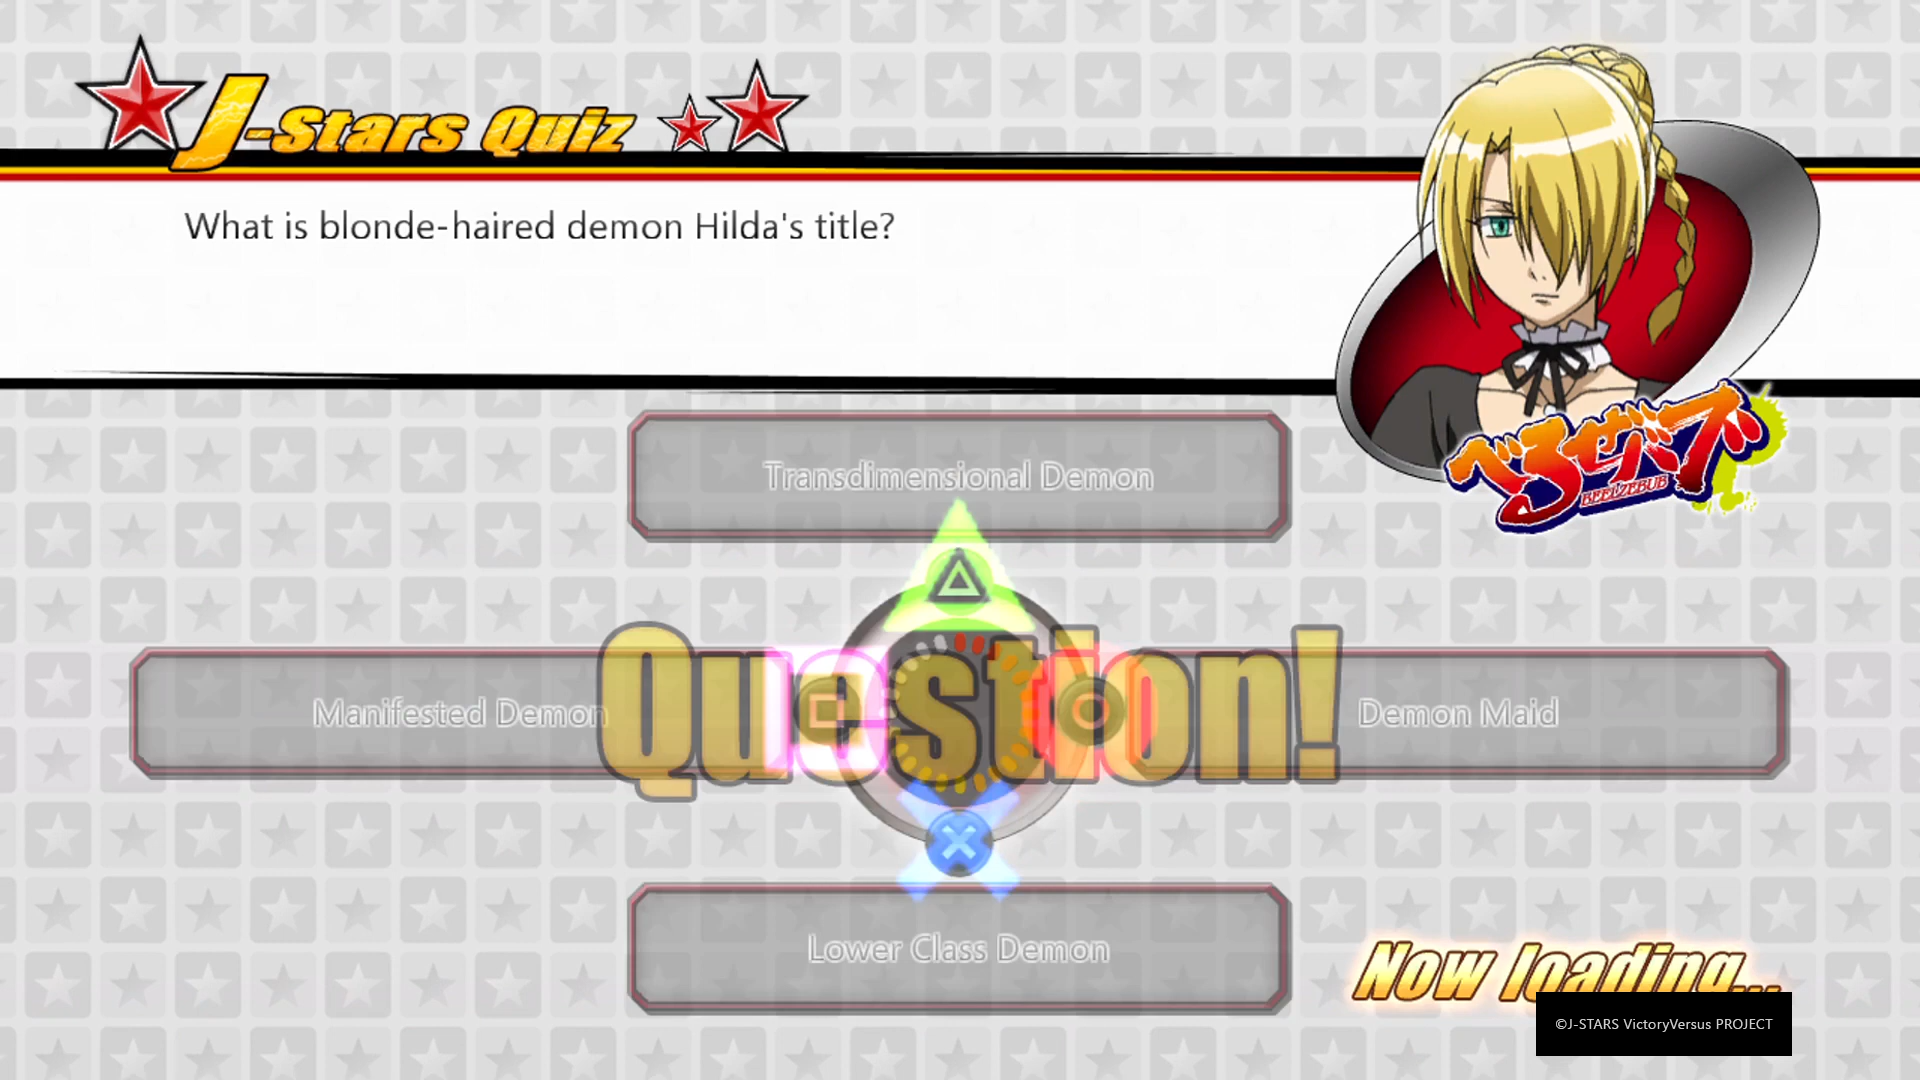 J-Stars Quiz
What is blonde-haired demon Hilda's title?
べるぜバブ
BEELZEBUB
Transdimensional Demon
Manifested Demon
Question!
Demon Maid
Lower Class Demon
Now loading...
©J-STARS VictoryVersus PROJECT